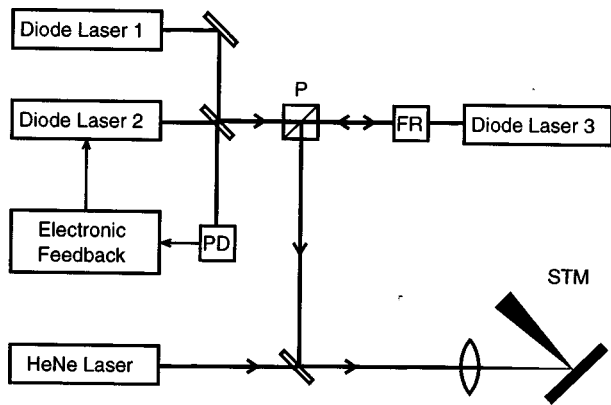 Diode Laser 1
P
Diode Laser 2
FR
Diode Laser 3
Electronic
Feedback
PD
STM
HeNe Laser